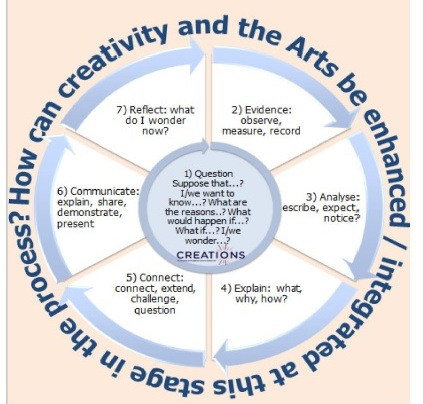 How can creativity and the Arts be enhanced / integrated at this stage in the process?
1) Question
Suppose that...?
I/we want to
know...? What are
the reasons..? What
would happen if...?
What if...? I/we
wonder...?
CREATIONS
2) Evidence:
observe,
measure, record
3) Analyse:
escribe, expect,
notice?
4) Explain: what,
why, how?
5) Connect:
connect, extend,
challenge,
question
6) Communicate:
explain, share,
demonstrate,
present
7) Reflect: what
do I wonder
now?